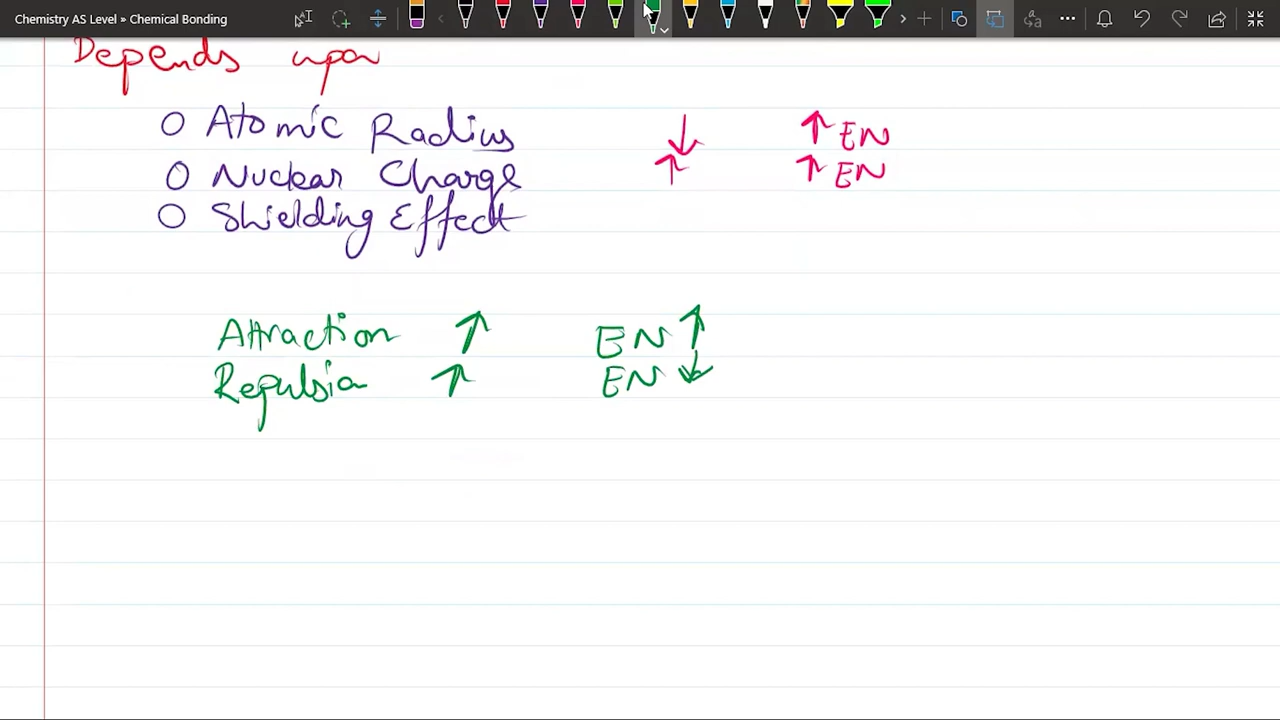 Chemistry AS Level » Chemical Bonding
Depends upon
○ Atomic Radius ↓ ↑ EN
○ Nuclear Charge ↑ ↑ EN
○ Shielding Effect
Attraction ↑ EN ↑
Repulsion ↑ EN ↓